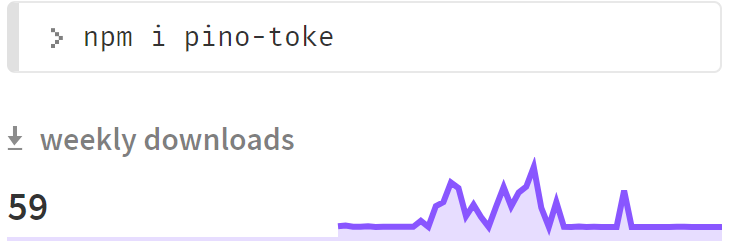 > npm i pino-toke
weekly downloads
59